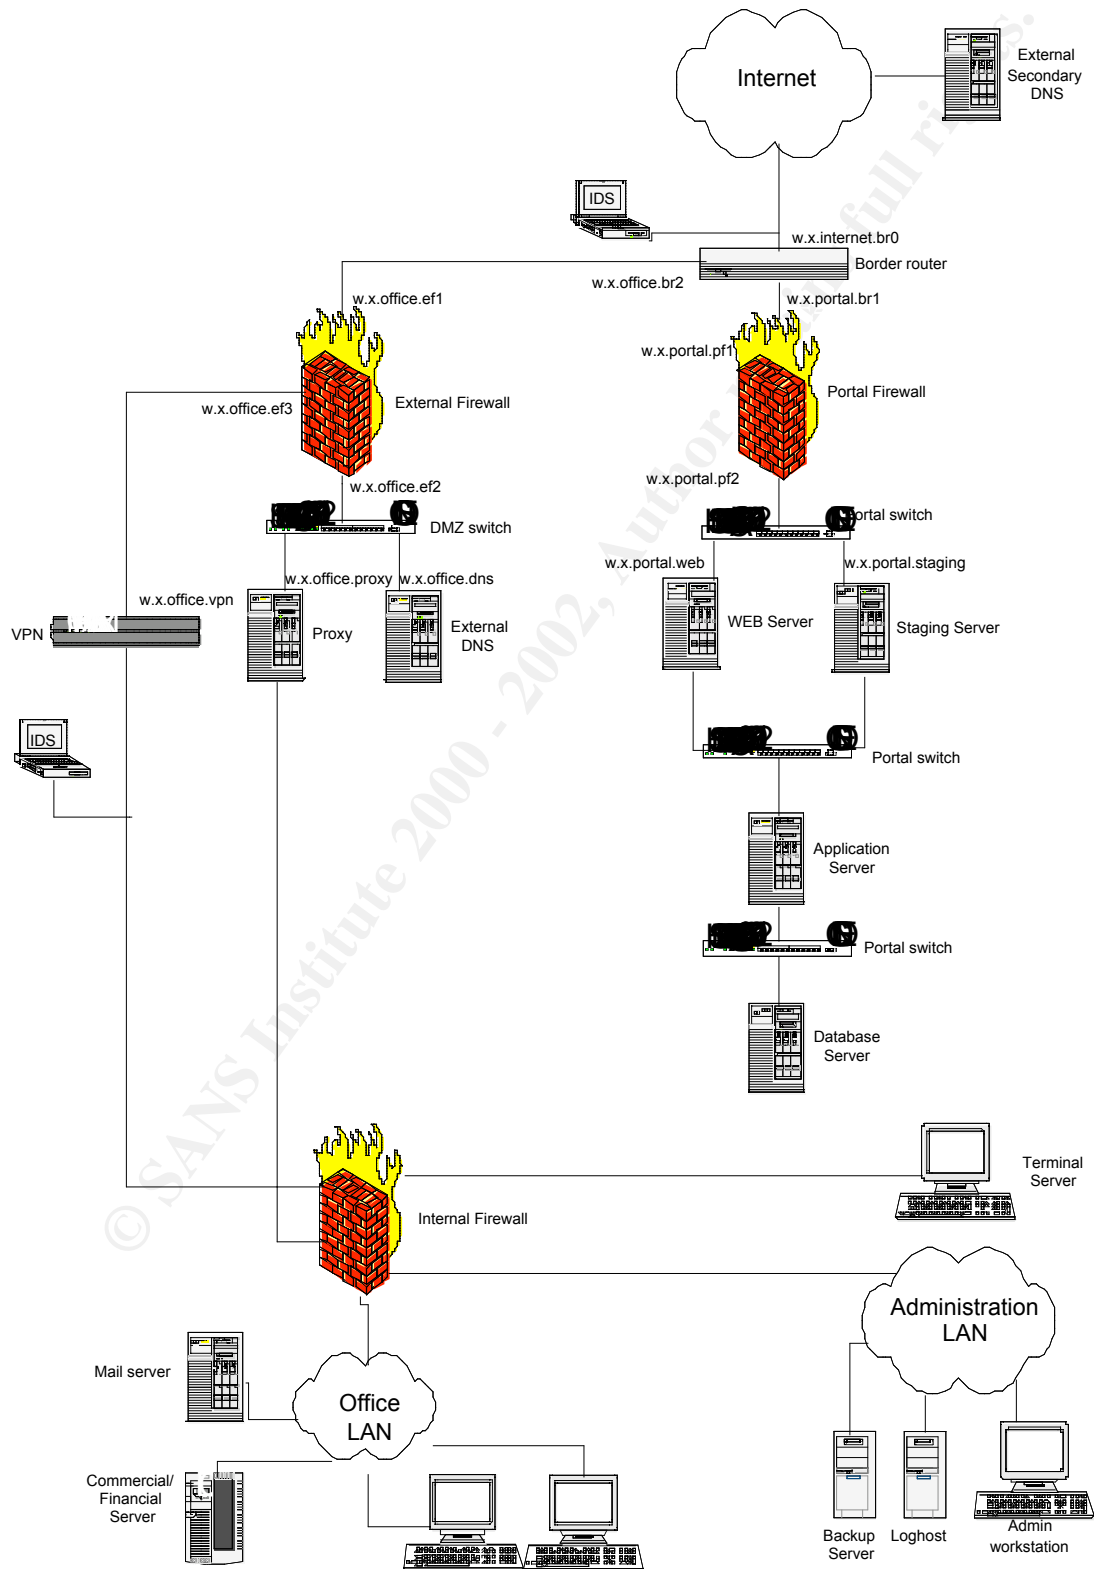 Internet
External
Secondary
DNS
IDS
w.x.internet.br0
Border router
w.x.office.br2
w.x.office.ef1
w.x.portal.br1
w.x.portal.pf1
External Firewall
Portal Firewall
w.x.office.ef3
w.x.office.ef2
w.x.portal.pf2
DMZ switch
Portal switch
w.x.portal.web
w.x.portal.staging
w.x.office.proxy
w.x.office.dns
w.x.office.vpn
VPN
Proxy
External
DNS
WEB Server
Staging Server
IDS
Portal switch
Application
Server
Portal switch
Database
Server
Terminal
Server
Internal Firewall
Administration
LAN
Mail server
Office
LAN
Commercial/
Financial
Server
Backup
Server
Loghost
Admin
workstation
© SANS Institute 2000 - 2002, Author retains full rights.